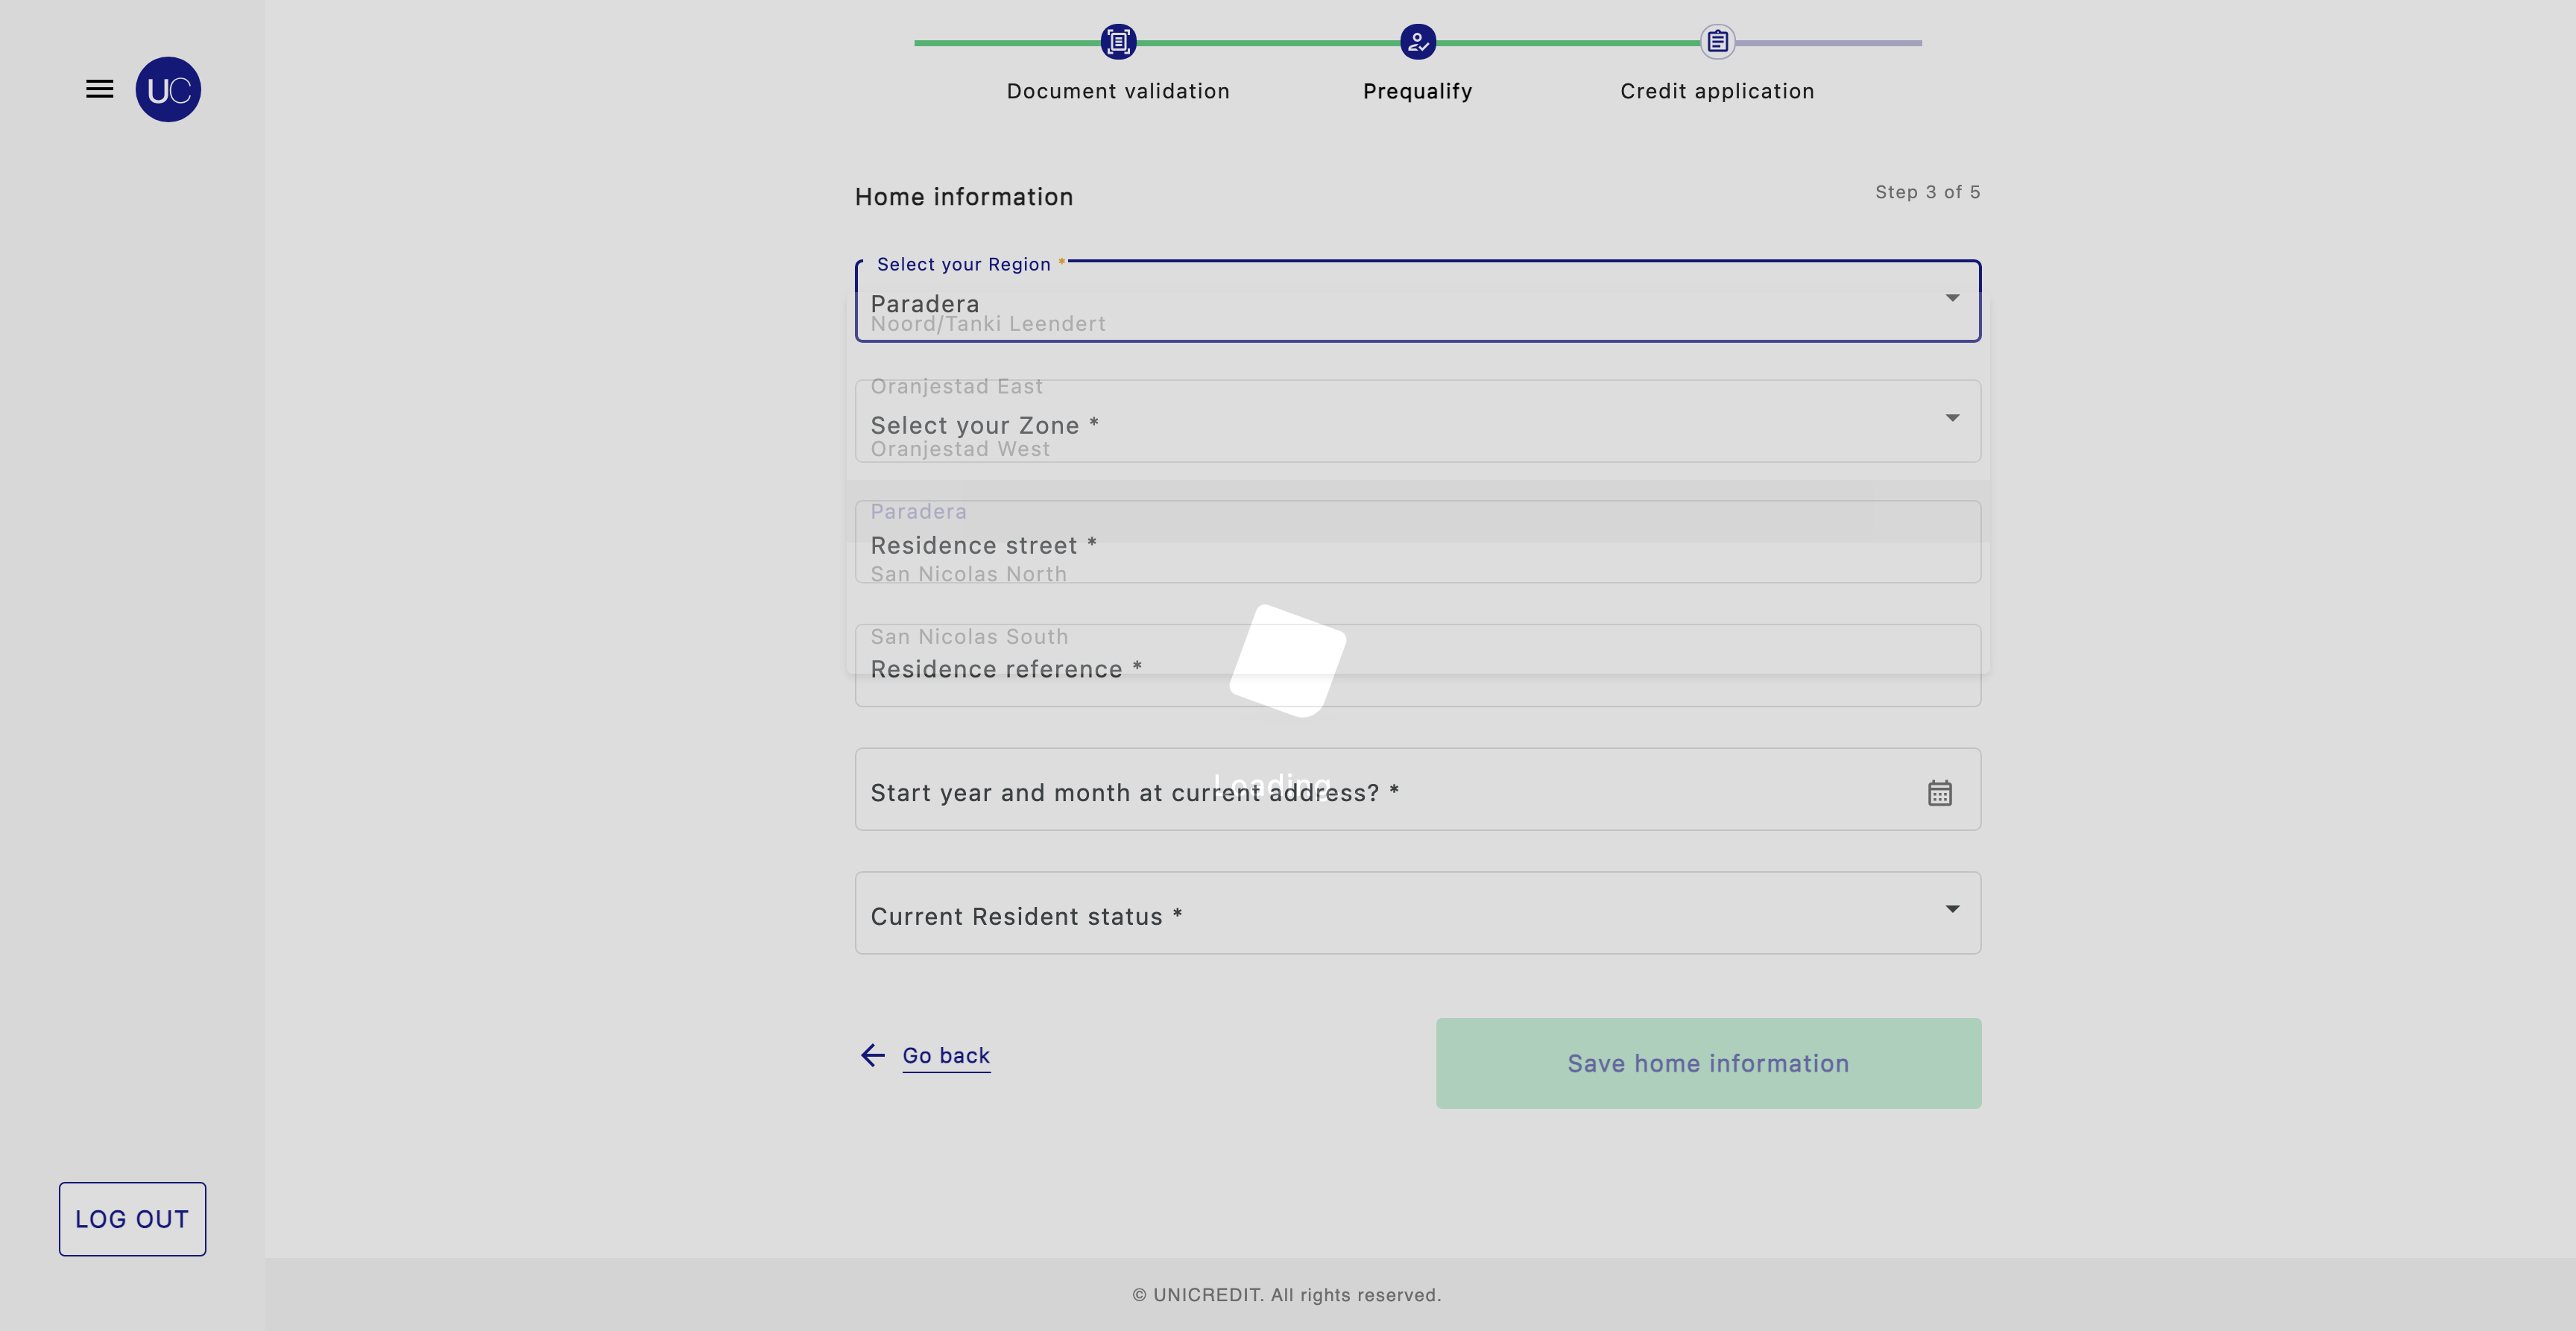 UC
Document validation
Prequalify
Credit application
Home information
Step 3 of 5
Select your Region *
Paradera
Noord/Tanki Leendert
Oranjestad East
Select your Zone *
Oranjestad West
Paradera
Residence street *
San Nicolas North
San Nicolas South
Residence reference *
Loading
Start year and month at current address? *
Current Resident status *
Go back
Save home information
LOG OUT
© UNICREDIT. All rights reserved.